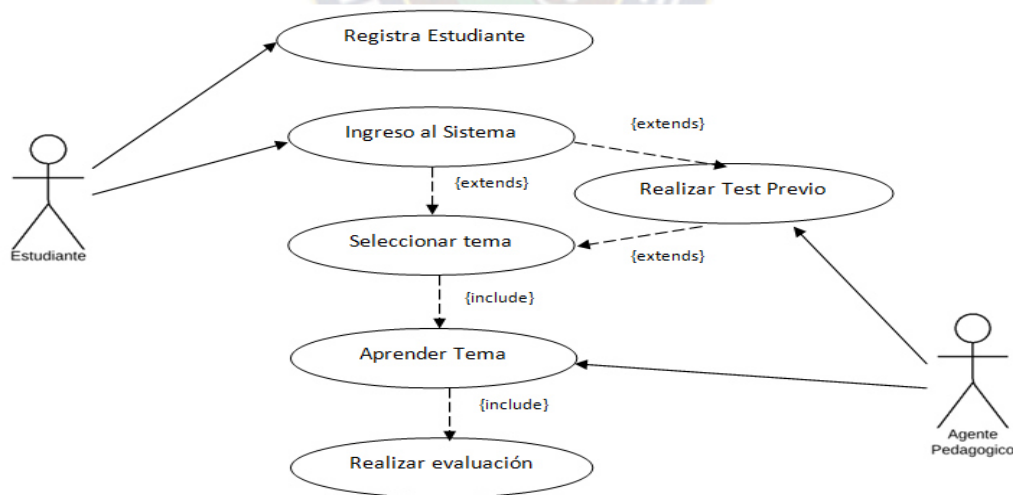 Registra Estudiante
Ingreso al Sistema
{extends}
{extends}
Realizar Test Previo
Seleccionar tema
{extends}
Estudiante
{include}
Aprender Tema
{include}
Agente
Pedagogico
Realizar evaluación